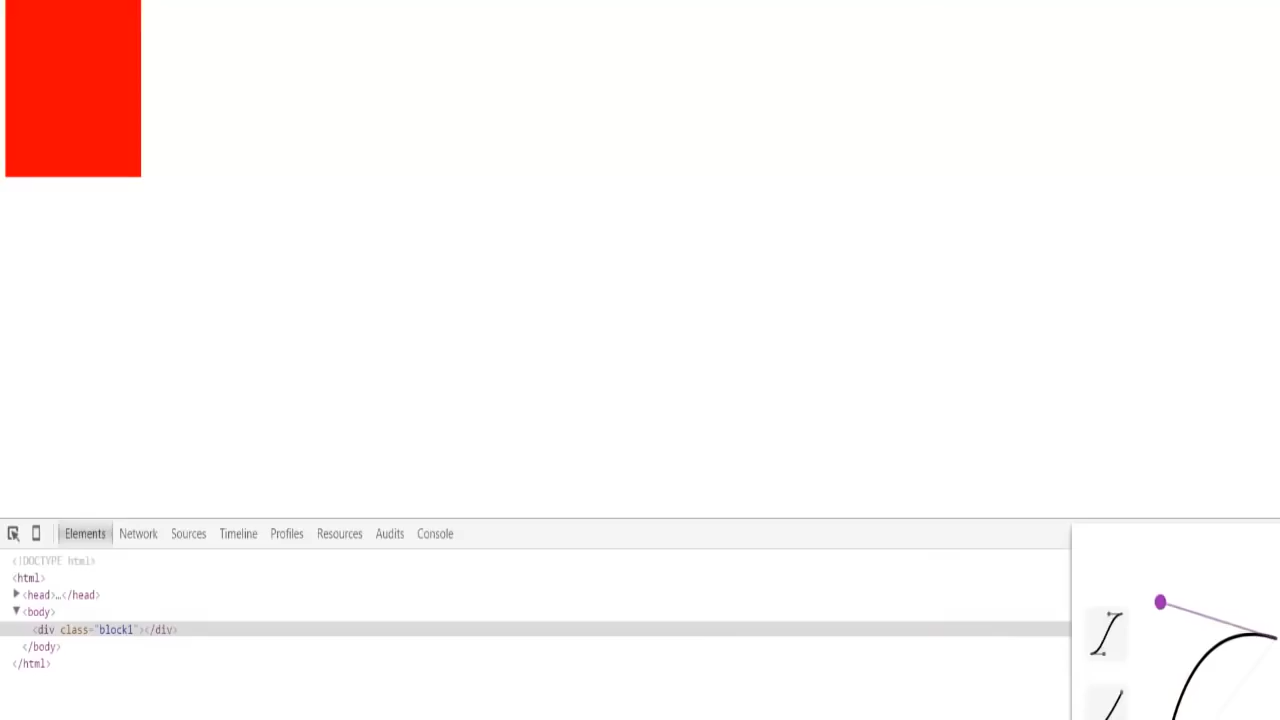 Elements Network Sources Timeline Profiles Resources Audits Console
<!DOCTYPE html>
<html>
<head>…</head>
<body>
<div class="block1"></div>
</body>
</html>